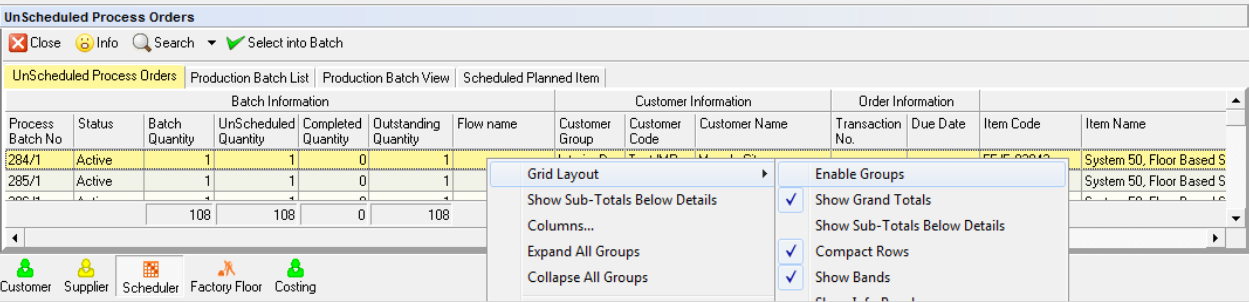 UnScheduled Process Orders
Close Info Search Select into Batch
UnScheduled Process Orders Production Batch List Production Batch View Scheduled Planned Item
Batch Information Customer Information Order Information
Process Batch No Status Batch Quantity UnScheduled Quantity Completed Quantity Outstanding Quantity Flow name Customer Group Customer Code Customer Name Transaction No. Due Date Item Code Item Name
284/1 Active 1 1 0 1 System 50, Floor Based S
285/1 Active 1 1 0 1 System 50, Floor Based S
108 108 0 108
Grid Layout
Show Sub-Totals Below Details
Columns...
Expand All Groups
Collapse All Groups
Enable Groups
Show Grand Totals
Show Sub-Totals Below Details
Compact Rows
Show Bands
Customer Supplier Scheduler Factory Floor Costing